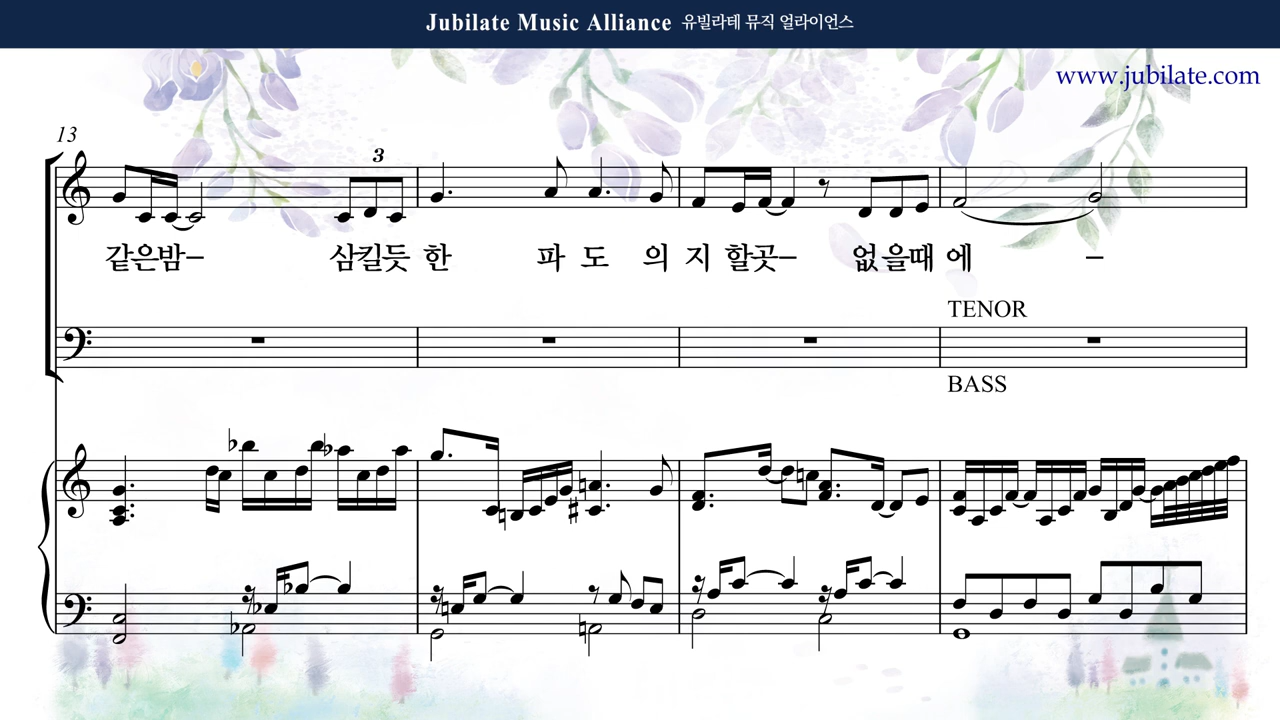 Jubilate Music Alliance 유빌라테 뮤직 얼라이언스
www.jubilate.com
13
3
같은밤– 삼킬듯 한 파 도 의 지 할곳– 없을때 에 –
TENOR
BASS